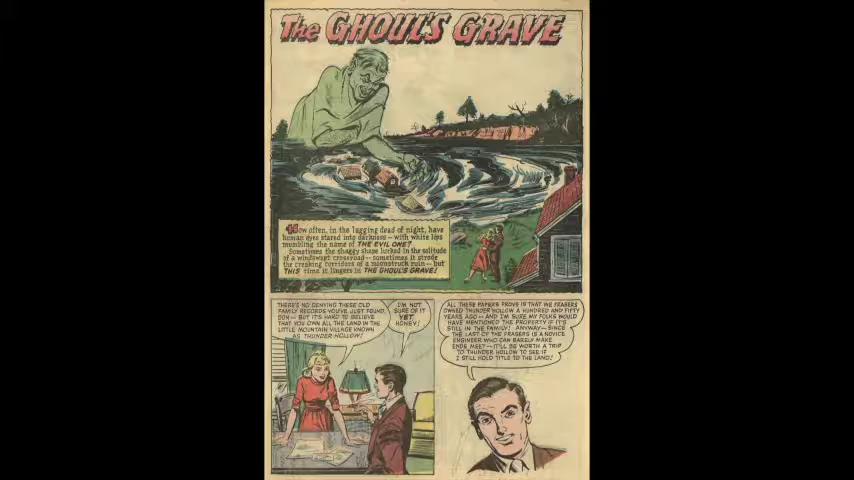 The GHOUL'S GRAVE
How often, in the lagging dead of night, have
human eyes stared into darkness — with white lips
mumbling the name of THE EVIL ONE?
Sometimes the shaggy shape lurked in the solitude
of a windswept crossroad — sometimes it strode
the creaking corridors of a moonstruck ruin — but
THIS time it lingers in THE GHOUL'S GRAVE!
THERE'S NO DENYING THESE OLD
FAMILY RECORDS YOU'VE JUST FOUND,
DON — BUT IT'S HARD TO BELIEVE
THAT YOU OWN ALL THE LAND IN THE
LITTLE MOUNTAIN VILLAGE KNOWN
AS THUNDER HOLLOW!
I'M NOT
SURE OF IT
YET
HONEY!
ALL THESE PAPERS PROVE IS THAT WE FRASERS
OWNED THUNDER HOLLOW A HUNDRED AND FIFTY
YEARS AGO — AND I'M SURE MY FOLKS WOULD
HAVE MENTIONED THE PROPERTY IF IT'S
STILL IN THE FAMILY! ANYWAY — SINCE
THE LAST OF THE FRASERS IS A NOVICE
ENGINEER WHO CAN BARELY MAKE
ENDS MEET — IT'LL BE WORTH A TRIP
TO THUNDER HOLLOW TO SEE IF
I STILL HOLD TITLE TO THE LAND!